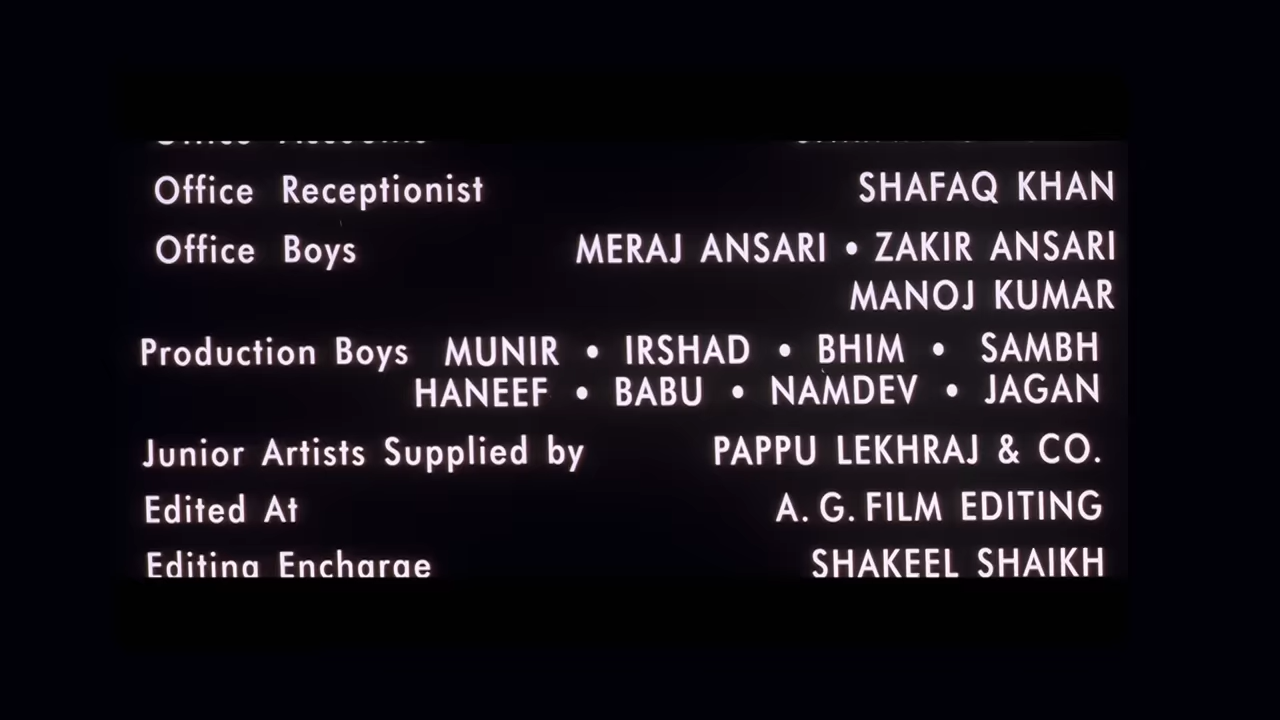 Office Receptionist SHAFAQ KHAN
Office Boys MERAJ ANSARI • ZAKIR ANSARI
MANOJ KUMAR
Production Boys MUNIR • IRSHAD • BHIM • SAMBH
HANEEF • BABU • NAMDEV • JAGAN
Junior Artists Supplied by PAPPU LEKHRAJ & CO.
Edited At A. G. FILM EDITING
Editing Encharge SHAKEEL SHAIKH